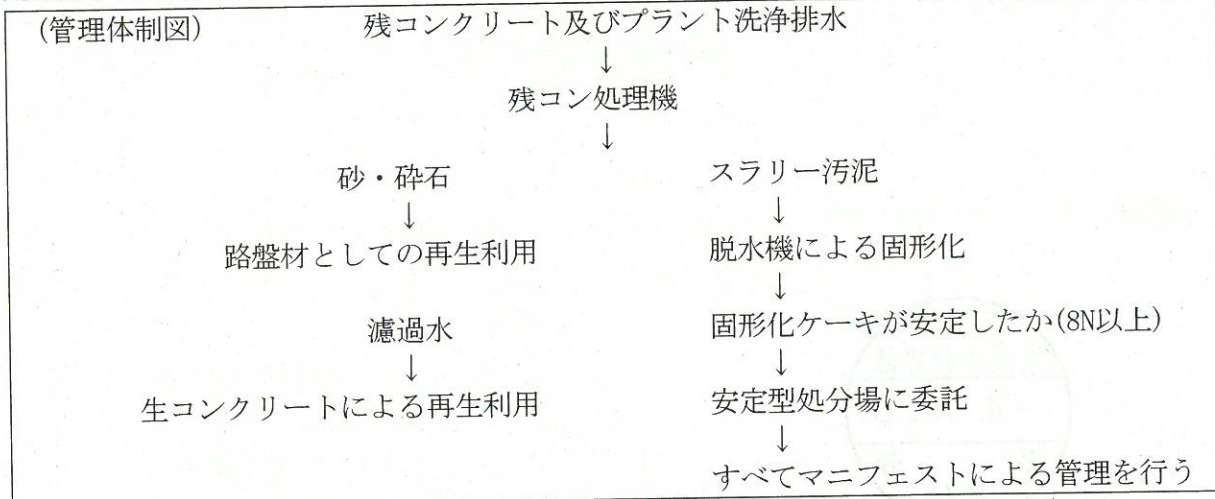 (管理体制図) 残コンクリート及びプラント洗浄排水
↓
残コン処理機
↓
砂・砕石 スラリー汚泥
↓ ↓
路盤材としての再生利用 脱水機による固形化
↓
濾過水 固形化ケーキが安定したか(8N以上)
↓ ↓
生コンクリートによる再生利用 安定型処分場に委託
↓
すべてマニフェストによる管理を行う